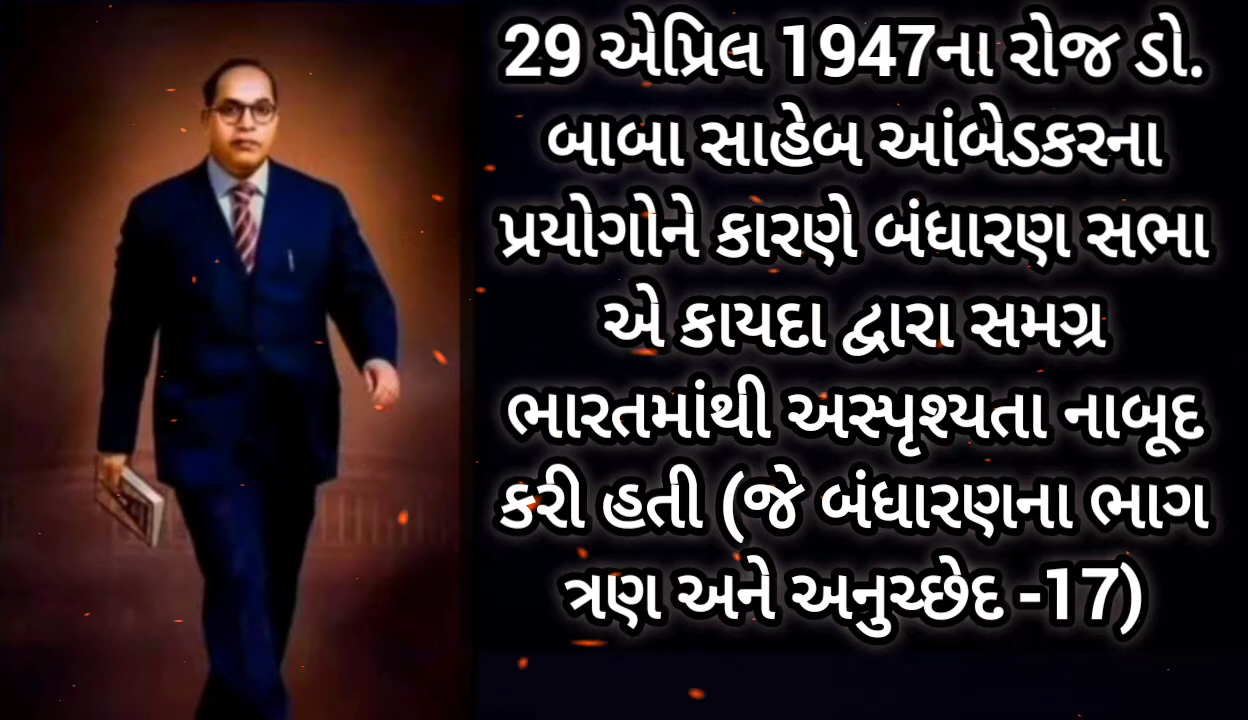 29 એપ્રિલ 1947ના રોજ ડો.
બાબા સાહેબ આંબેડકરના
પ્રયોગોને કારણે બંધારણ સભા
એ કાયદા દ્વારા સમગ્ર
ભારતમાંથી અસ્પૃશ્યતા નાબૂદ
કરી હતી (જે બંધારણના ભાગ
ત્રણ અને અનુચ્છેદ -17)